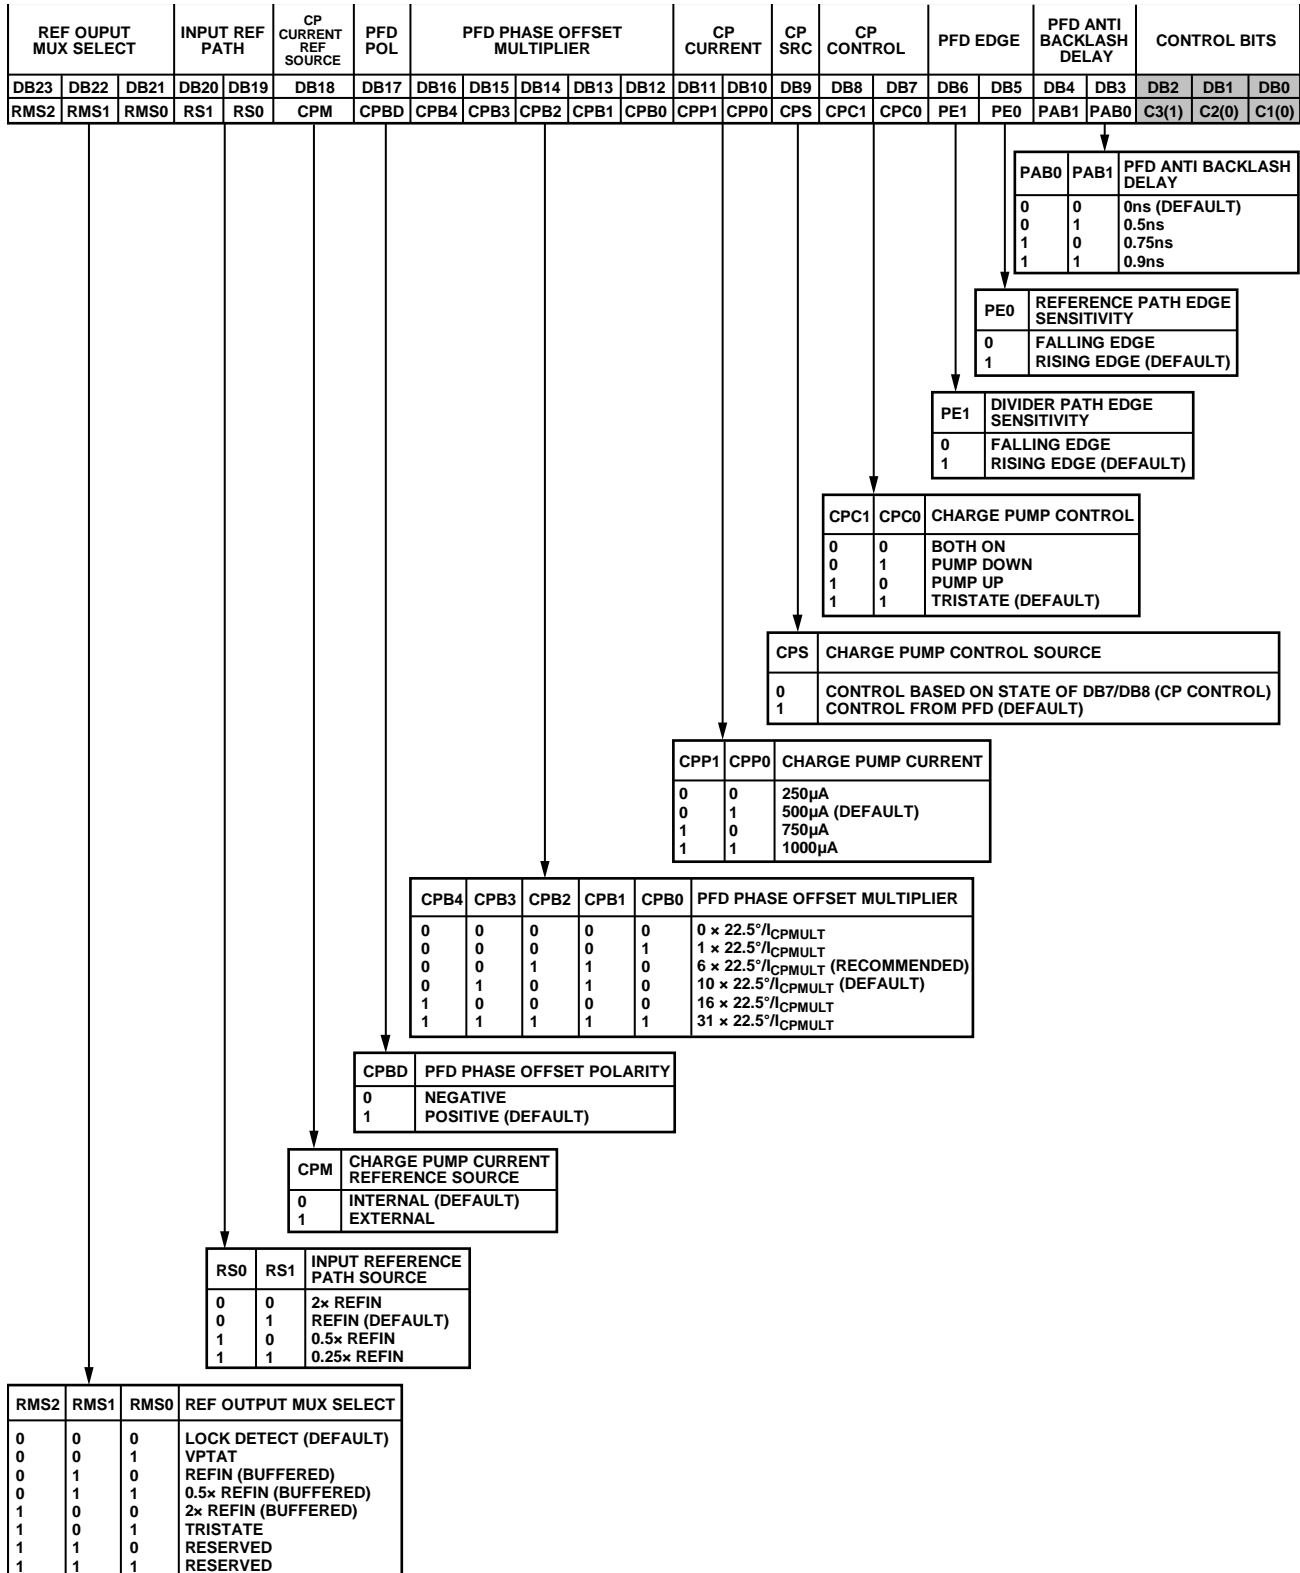 REF OUPUT MUX SELECT | INPUT REF PATH | CP CURRENT REF SOURCE | PFD POL | PFD PHASE OFFSET MULTIPLIER | CP CURRENT | CP SRC | CP CONTROL | PFD EDGE | PFD ANTI BACKLASH DELAY | CONTROL BITS
DB23 DB22 DB21 DB20 DB19 DB18 DB17 DB16 DB15 DB14 DB13 DB12 DB11 DB10 DB9 DB8 DB7 DB6 DB5 DB4 DB3 DB2 DB1 DB0
RMS2 RMS1 RMS0 RS1 RS0 CPM CPBD CPB4 CPB3 CPB2 CPB1 CPB0 CPP1 CPP0 CPS CPC1 CPC0 PE1 PE0 PAB1 PAB0 C3(1) C2(0) C1(0)
PAB0 PAB1 PFD ANTI BACKLASH DELAY
0 0 0ns (DEFAULT)
0 1 0.5ns
1 0 0.75ns
1 1 0.9ns
PE0 REFERENCE PATH EDGE SENSITIVITY
0 FALLING EDGE
1 RISING EDGE (DEFAULT)
PE1 DIVIDER PATH EDGE SENSITIVITY
0 FALLING EDGE
1 RISING EDGE (DEFAULT)
CPC1 CPC0 CHARGE PUMP CONTROL
0 0 BOTH ON
0 1 PUMP DOWN
1 0 PUMP UP
1 1 TRISTATE (DEFAULT)
CPS CHARGE PUMP CONTROL SOURCE
0 CONTROL BASED ON STATE OF DB7/DB8 (CP CONTROL)
1 CONTROL FROM PFD (DEFAULT)
CPP1 CPP0 CHARGE PUMP CURRENT
0 0 250µA
0 1 500µA (DEFAULT)
1 0 750µA
1 1 1000µA
CPB4 CPB3 CPB2 CPB1 CPB0 PFD PHASE OFFSET MULTIPLIER
0 0 0 0 0 0 × 22.5°/ICPMULT
0 0 0 0 1 1 × 22.5°/ICPMULT
0 0 1 1 0 6 × 22.5°/ICPMULT (RECOMMENDED)
0 1 0 1 0 10 × 22.5°/ICPMULT (DEFAULT)
1 0 0 0 0 16 × 22.5°/ICPMULT
1 1 1 1 1 31 × 22.5°/ICPMULT
CPBD PFD PHASE OFFSET POLARITY
0 NEGATIVE
1 POSITIVE (DEFAULT)
CPM CHARGE PUMP CURRENT REFERENCE SOURCE
0 INTERNAL (DEFAULT)
1 EXTERNAL
RS0 RS1 INPUT REFERENCE PATH SOURCE
0 0 2× REFIN
0 1 REFIN (DEFAULT)
1 0 0.5× REFIN
1 1 0.25× REFIN
RMS2 RMS1 RMS0 REF OUTPUT MUX SELECT
0 0 0 LOCK DETECT (DEFAULT)
0 0 1 VPTAT
0 1 0 REFIN (BUFFERED)
0 1 1 0.5× REFIN (BUFFERED)
1 0 0 2× REFIN (BUFFERED)
1 0 1 TRISTATE
1 1 0 RESERVED
1 1 1 RESERVED